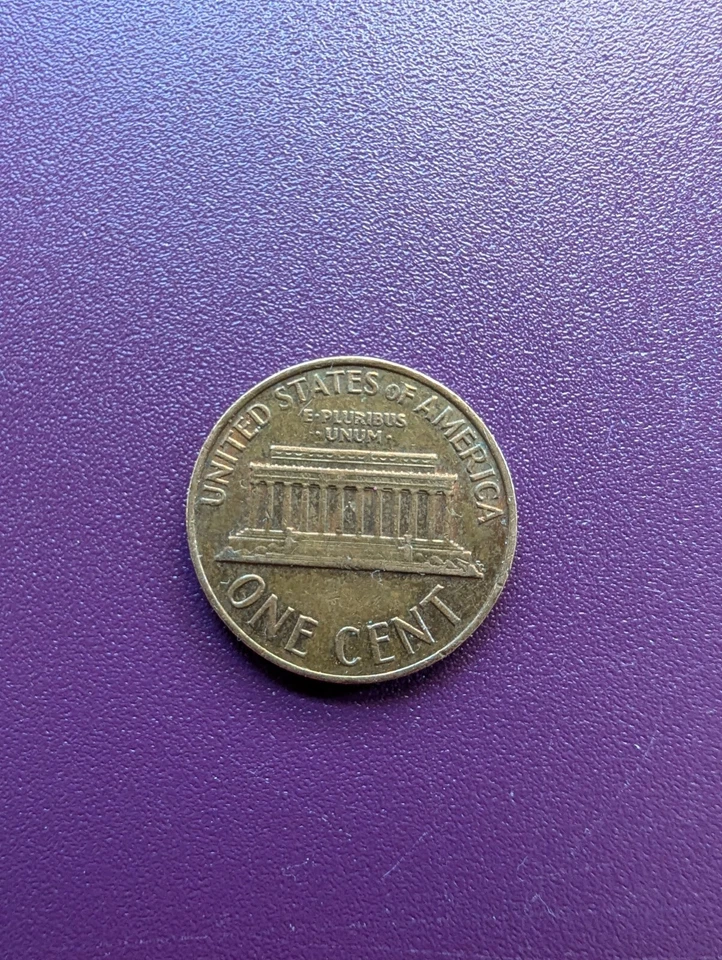 UNITED STATES OF AMERICA
E·PLURIBUS
·UNUM·
ONE CENT